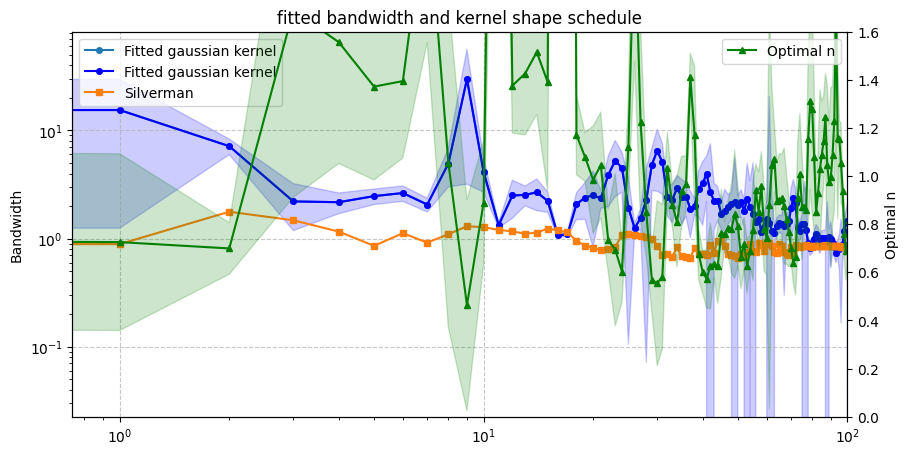 fitted bandwidth and kernel shape schedule
Fitted gaussian kernel
Fitted gaussian kernel
Silverman
Optimal n
Bandwidth
10¹
10⁰
10⁻¹
1.6
1.4
1.2
1.0
0.8
0.6
0.4
0.2
0.0
Optimal n
10⁰
10¹
10²